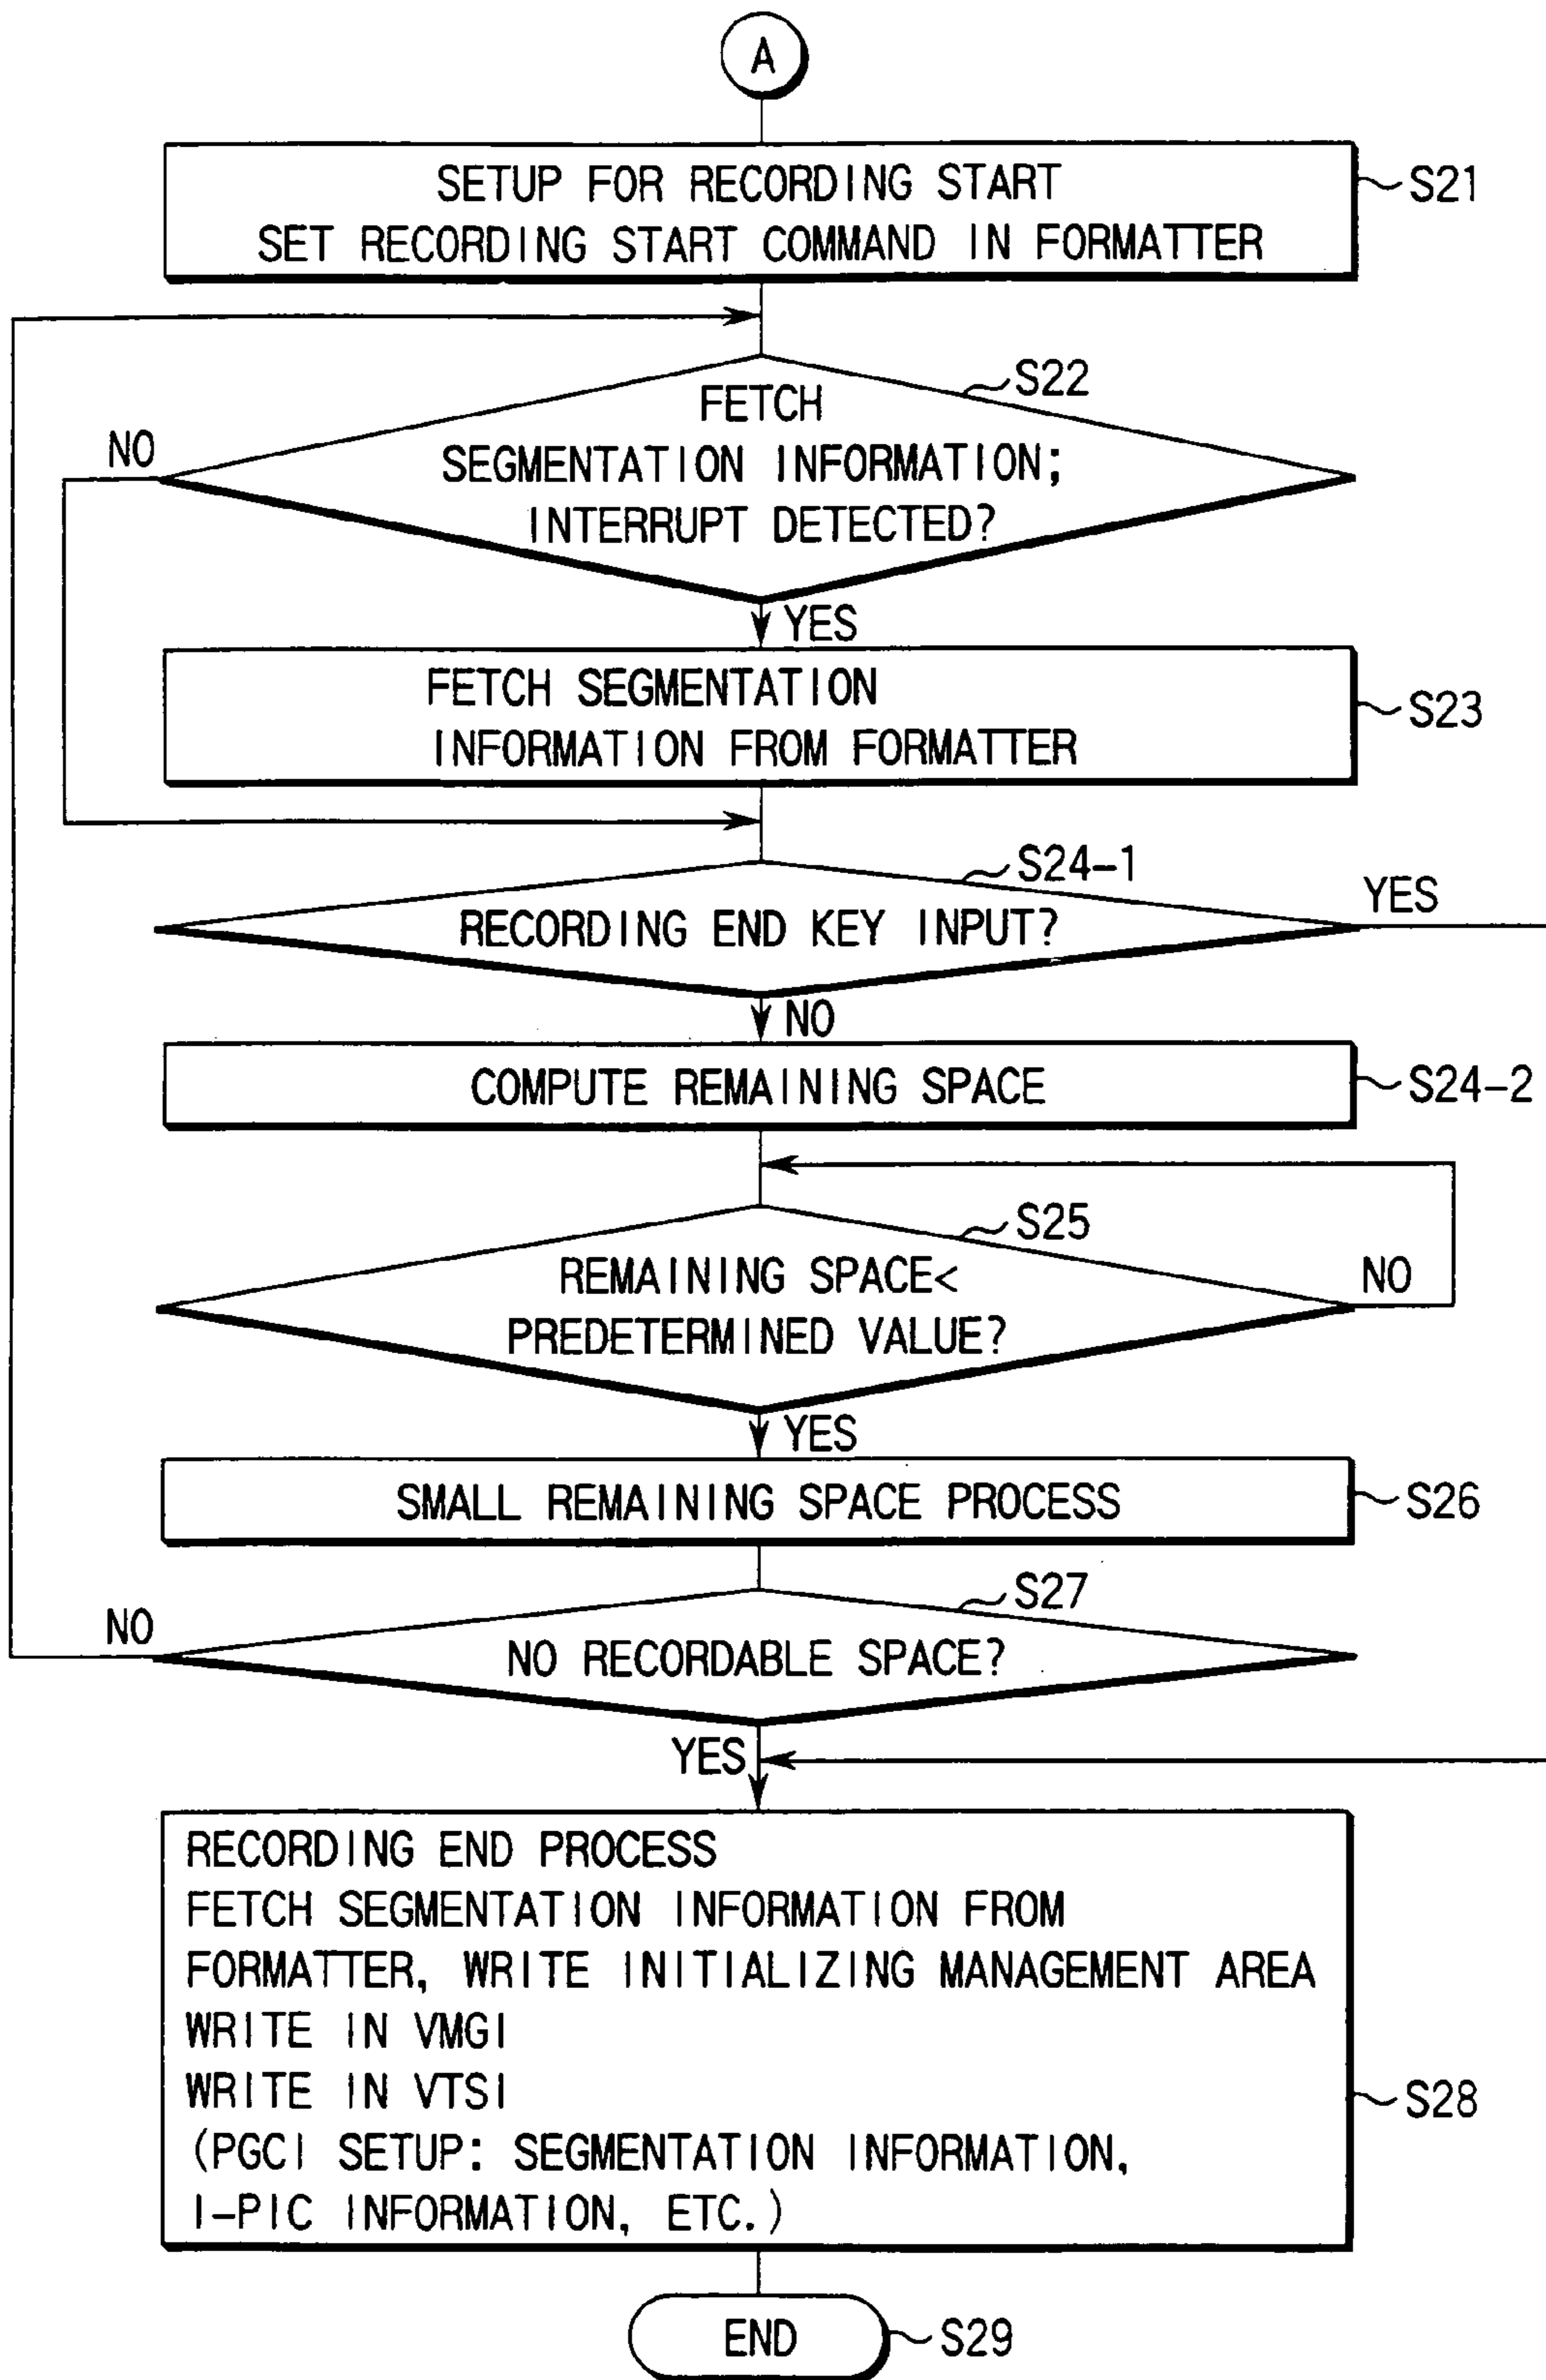 A
SETUP FOR RECORDING START
SET RECORDING START COMMAND IN FORMATTER
S21
S22
FETCH
SEGMENTATION INFORMATION;
INTERRUPT DETECTED?
NO
YES
FETCH SEGMENTATION
INFORMATION FROM FORMATTER
S23
S24-1
RECORDING END KEY INPUT?
YES
NO
COMPUTE REMAINING SPACE
S24-2
S25
REMAINING SPACE<
PREDETERMINED VALUE?
NO
YES
SMALL REMAINING SPACE PROCESS
S26
S27
NO RECORDABLE SPACE?
NO
YES
RECORDING END PROCESS
FETCH SEGMENTATION INFORMATION FROM
FORMATTER, WRITE INITIALIZING MANAGEMENT AREA
WRITE IN VMGI
WRITE IN VTSI
(PGCI SETUP: SEGMENTATION INFORMATION,
I-PIC INFORMATION, ETC.)
S28
END
S29